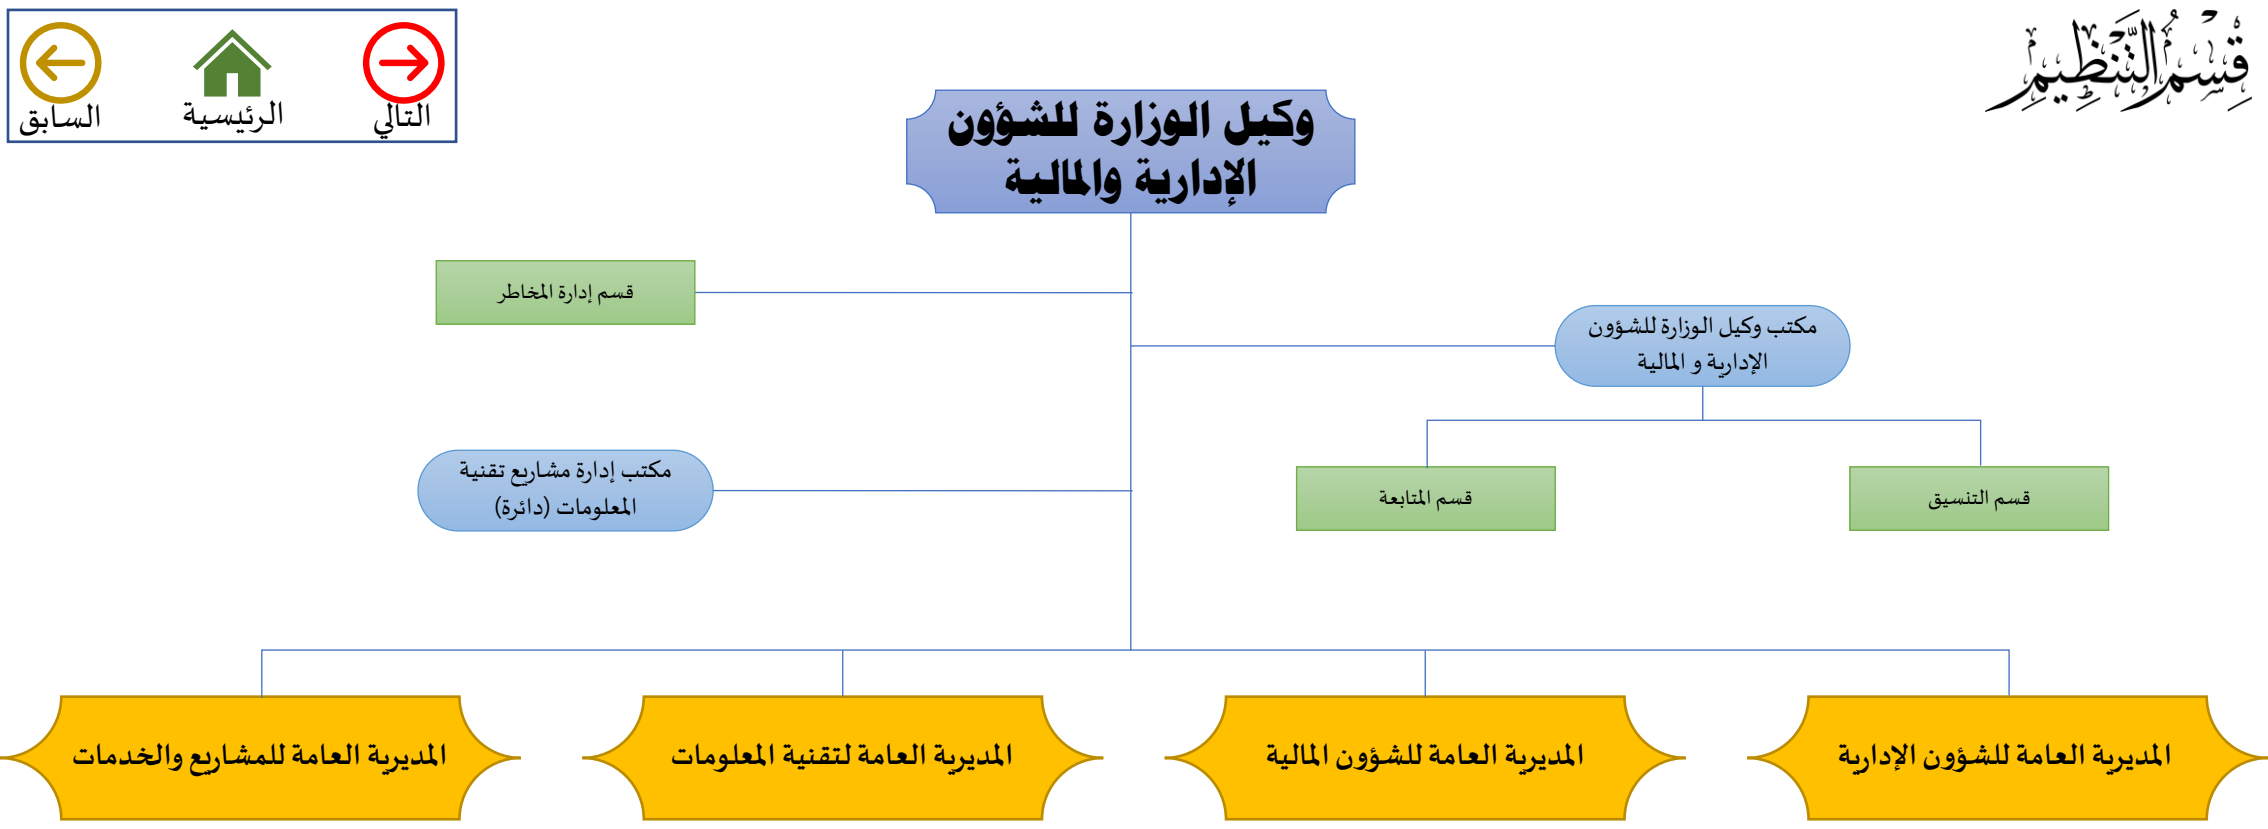 قِسْمُ التَّنْظِيمِ
التالي
الرئيسية
السابق
وكيل الوزارة للشؤون
الإدارية والمالية
قسم إدارة المخاطر
مكتب وكيل الوزارة للشؤون
الإدارية و المالية
مكتب إدارة مشاريع تقنية
المعلومات (دائرة)
قسم التنسيق
قسم المتابعة
المديرية العامة للشؤون الإدارية
المديرية العامة للشؤون المالية
المديرية العامة لتقنية المعلومات
المديرية العامة للمشاريع والخدمات